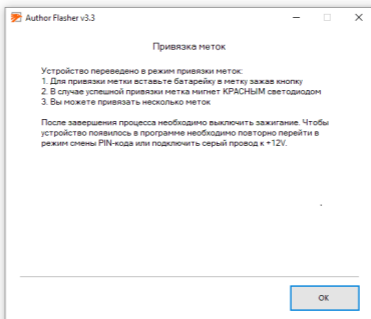 Author Flasher v3.3
Привязка меток
Устройство переведено в режим привязки меток:
1. Для привязки метки вставьте батарейку в метку зажав кнопку
2. В случае успешной привязки метка мигнет КРАСНЫМ светодиодом
3. Вы можете привязать несколько меток
После завершения процесса необходимо выключить зажигание. Чтобы
устройство появилось в программе необходимо повторно перейти в
режим смены PIN-кода или подключить серый провод к +12V.
ОК